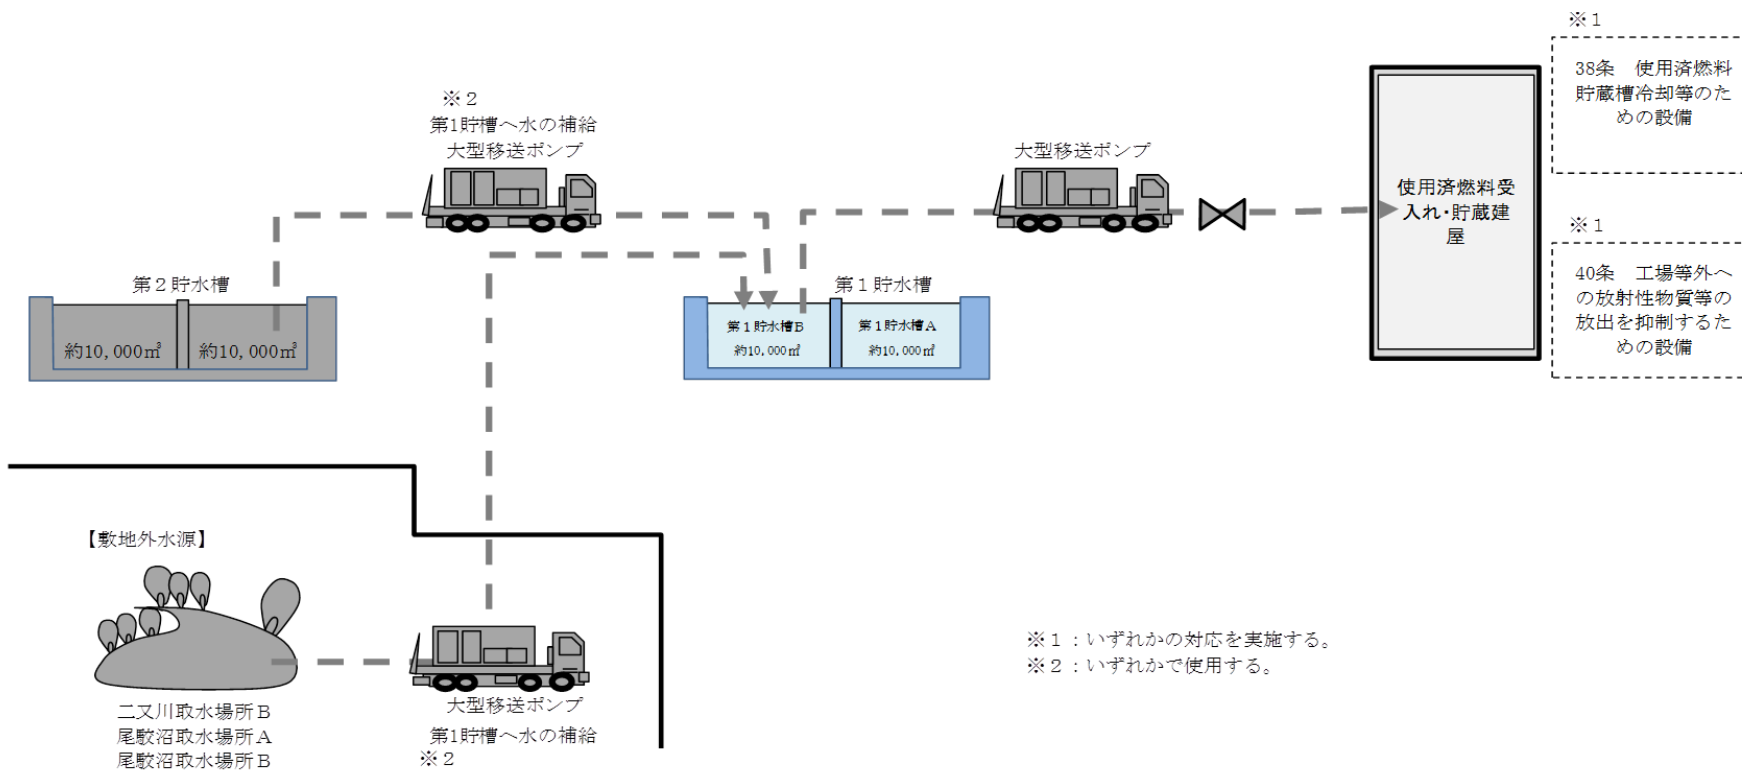 ※１
38条　使用済燃料
貯蔵槽冷却等のた
めの設備
※２
第1貯槽へ水の補給
大型移送ポンプ
大型移送ポンプ
使用済燃料受
入れ・貯蔵建
屋
※１
40条　工場等外へ
の放射性物質等の
放出を抑制するた
めの設備
第２貯水槽
約10,000㎥
約10,000㎥
第１貯水槽
第１貯水槽B
約10,000㎥
第１貯水槽A
約10,000㎥
【敷地外水源】
二又川取水場所Ｂ
尾駮沼取水場所Ａ
尾駮沼取水場所Ｂ
大型移送ポンプ
第1貯槽へ水の補給
※２
※１：いずれかの対応を実施する。
※２：いずれかで使用する。